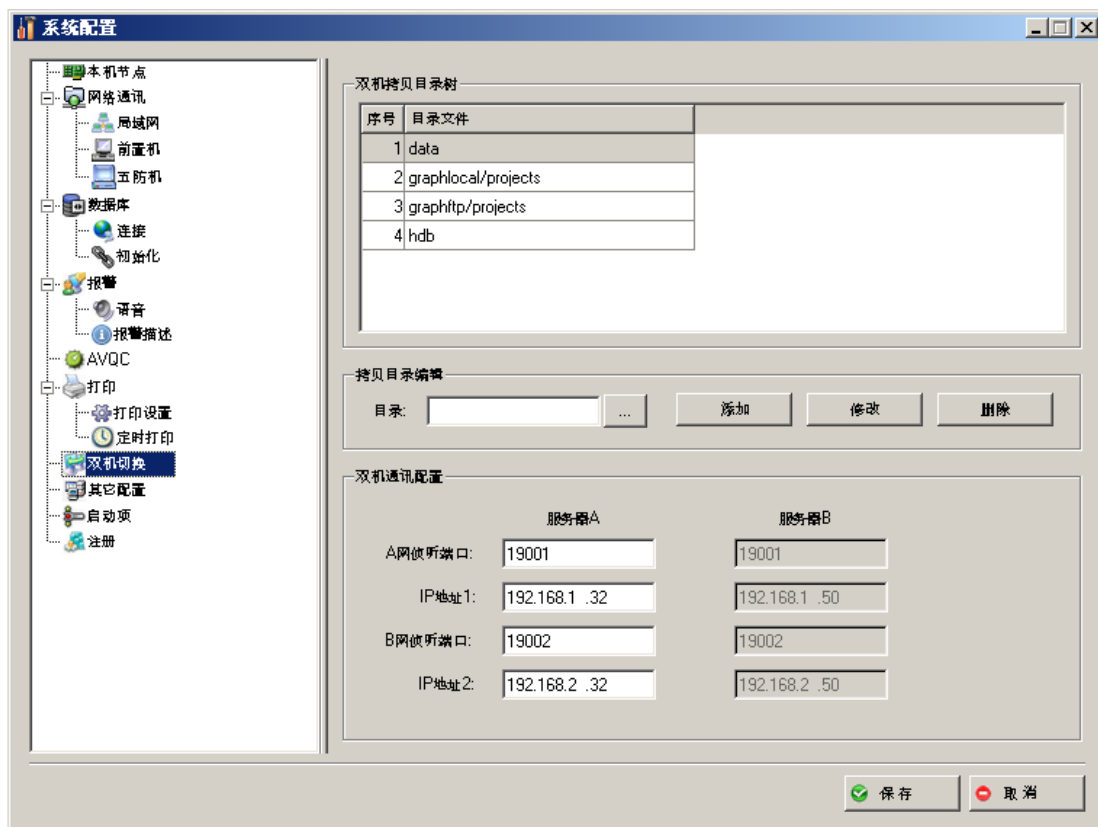 系统配置
本机节点
网络通讯
局域网
前置机
五防机
数据库
连接
初始化
报警
语音
报警描述
AVQC
打印
打印设置
定时打印
双机切换
其它配置
启动项
注册
双机拷贝目录树
序号 目录文件
1 data
2 graphlocal/projects
3 graphftp/projects
4 hdb
拷贝目录编辑
目录: ... 添加 修改 删除
双机通讯配置
服务器A 服务器B
A网侦听端口: 19001 19001
IP地址1: 192.168.1 .32 192.168.1 .50
B网侦听端口: 19002 19002
IP地址2: 192.168.2 .32 192.168.2 .50
保存 取消